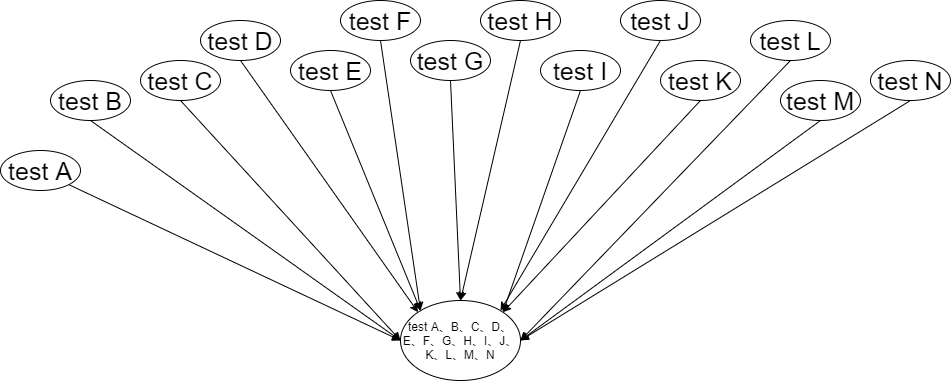 test A
test B
test C
test D
test E
test F
test G
test H
test I
test J
test K
test L
test M
test N
test A、B、C、D、
E、F、G、H、I、J、
K、L、M、N